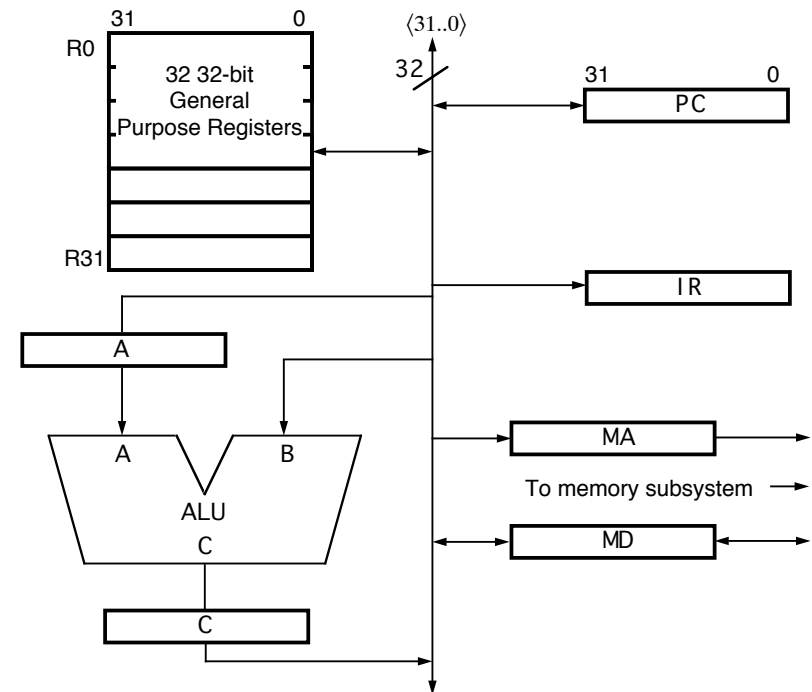 31 0
⟨31..0⟩
R0
32 32-bit
General
Purpose Registers
R31
32
31 0
PC
IR
A
A
B
ALU
C
C
MA
To memory subsystem
MD